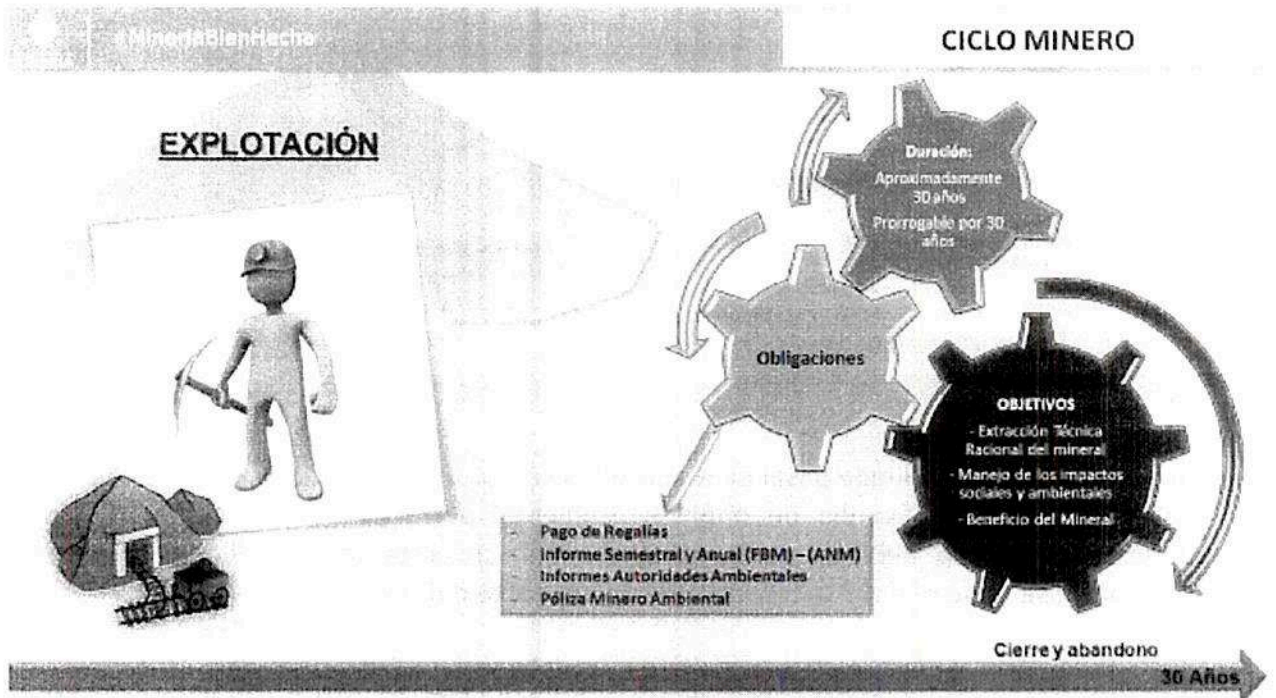 #MineríaBienHecha
CICLO MINERO
EXPLOTACIÓN
Duración:
Aproximadamente
30 años
Prorrogable por 30
años
Obligaciones
OBJETIVOS
- Extracción Técnica
Racional del mineral
- Manejo de los impactos
sociales y ambientales
- Beneficio del Mineral
- Pago de Regalías
- Informe Semestral y Anual (FBM) – (ANM)
- Informes Autoridades Ambientales
- Póliza Minero Ambiental
Cierre y abandono
30 Años